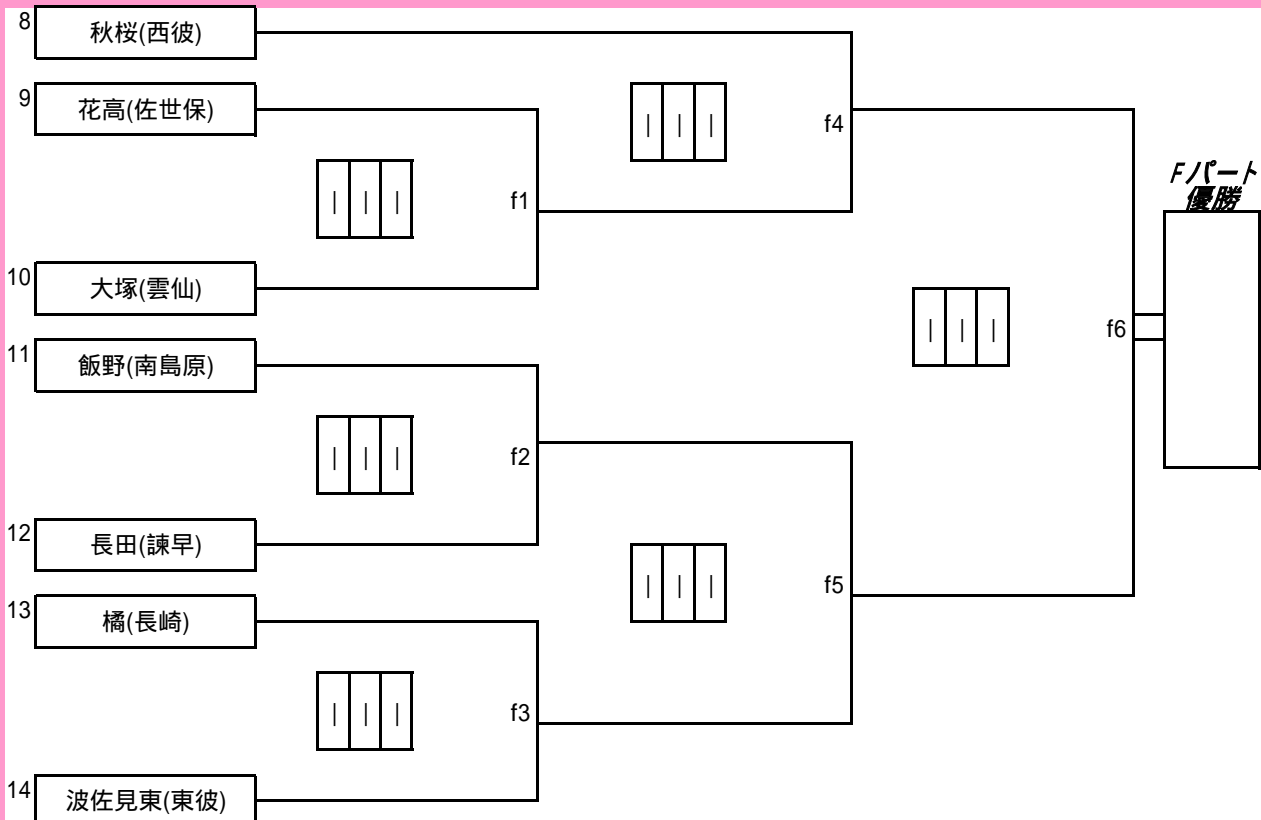 8
秋桜(西彼)
9
花高(佐世保)
f4
Fパート
優勝
f1
10
大塚(雲仙)
f6
11
飯野(南島原)
f2
12
長田(諫早)
f5
13
橘(長崎)
f3
14
波佐見東(東彼)